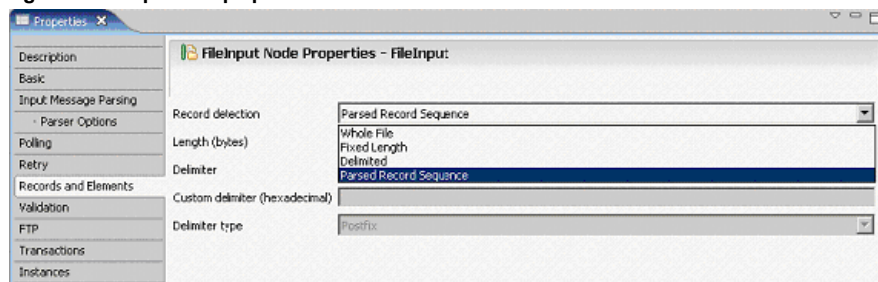 Properties
FileInput Node Properties - FileInput
Description
Basic
Input Message Parsing
Parser Options
Polling
Retry
Records and Elements
Validation
FTP
Transactions
Instances
Record detection
Parsed Record Sequence
Whole File
Fixed Length
Delimited
Parsed Record Sequence
Length (bytes)
Delimiter
Custom delimiter (hexadecimal)
Delimiter type
Postfix